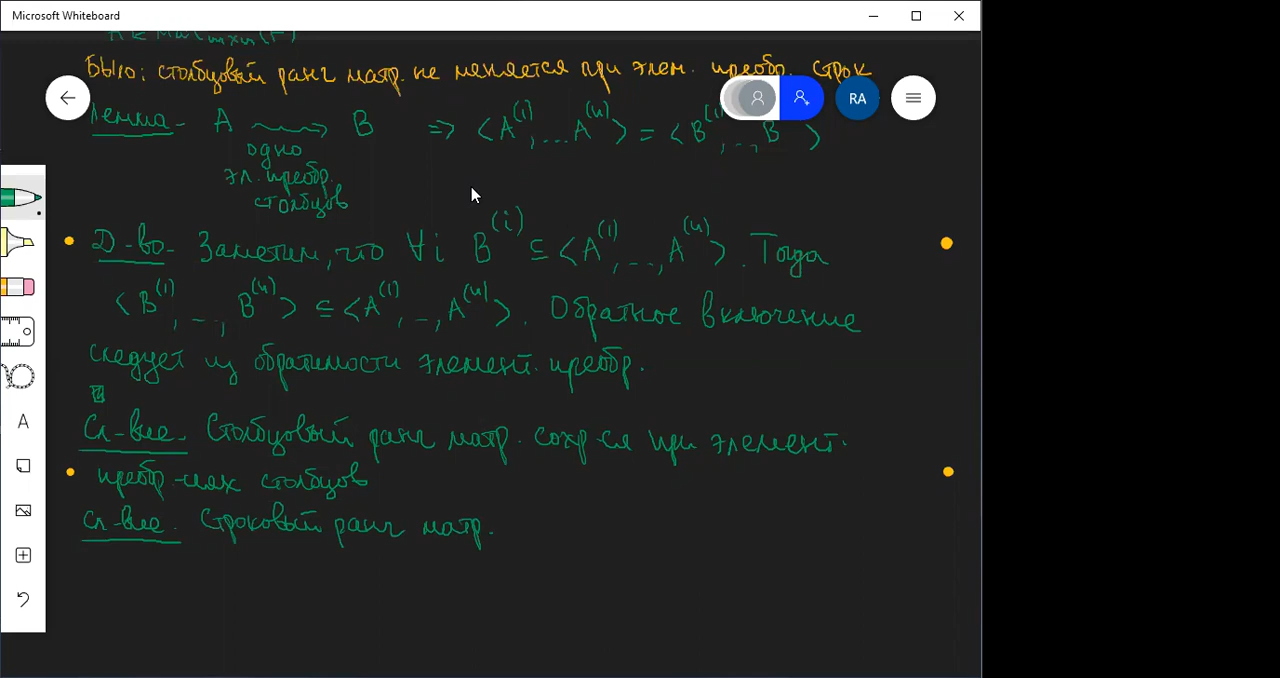 Microsoft Whiteboard
Было: столбцовый ранг матр. не меняется при элем. преобр. строк
RA
Лемма. A ⟶ B ⇒ ⟨A⁽¹⁾,…A⁽ⁿ⁾⟩ = ⟨B⁽¹⁾,..,B ⟩
одно
эл. преобр.
столбцов
Д-во. Заметим, что ∀i B⁽ⁱ⁾ ⊆ ⟨A⁽¹⁾,…,A⁽ⁿ⁾⟩. Тогда
⟨B⁽¹⁾,…,B⁽ⁿ⁾⟩ ⊆ ⟨A⁽¹⁾,..,A⁽ⁿ⁾⟩. Обратное включение
следует из обратимости элемент. преобр.
A
Сл-вие. Столбцовый ранг матр. сохр-ся при элемент.
преобр-иях столбцов
Сл-вие. Строковый ранг матр.